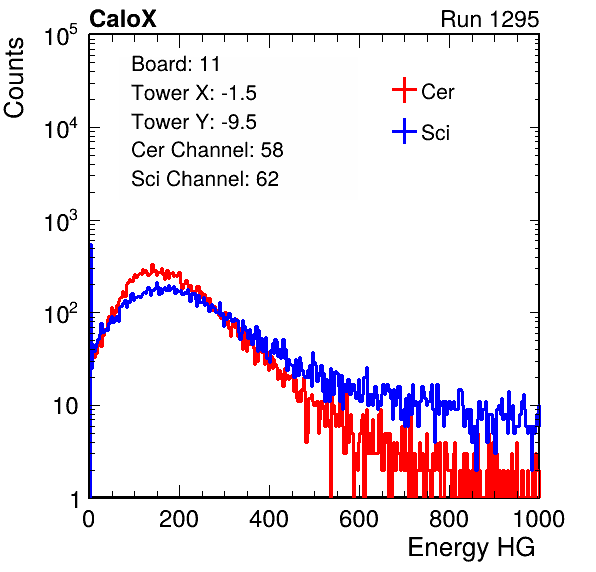 CaloX Run 1295
Counts
10^5
10^4
10^3
10^2
10
1
Board: 11
Tower X: -1.5
Tower Y: -9.5
Cer Channel: 58
Sci Channel: 62
Cer
Sci
0 200 400 600 800 1000
Energy HG